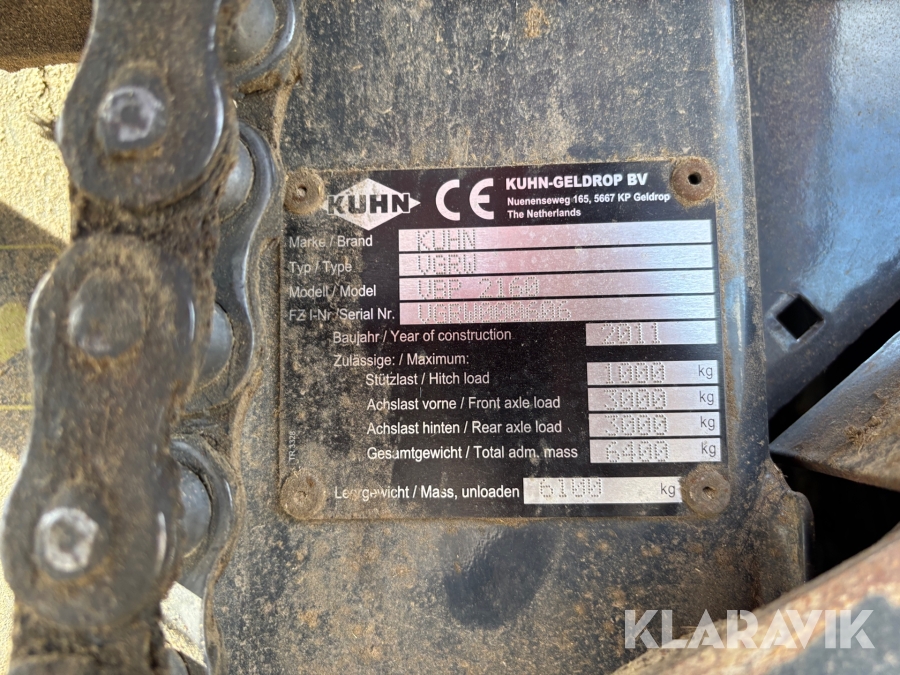 KUHN CE KUHN-GELDROP BV
Nuenenseweg 165, 5667 KP Geldrop
The Netherlands
Marke / Brand KUHN
Typ / Type VGRW
Modell / Model VBP 2160
FZ I-Nr /Serial Nr.
Baujahr / Year of construction 2011
Zulässige: / Maximum:
Stützlast / Hitch load 1000 kg
Achslast vorne / Front axle load 3000 kg
Achslast hinten / Rear axle load 3000 kg
Gesamtgewicht / Total adm. mass 6400 kg
Leergewicht / Mass, unloaden 6100 kg
KLARAVIK